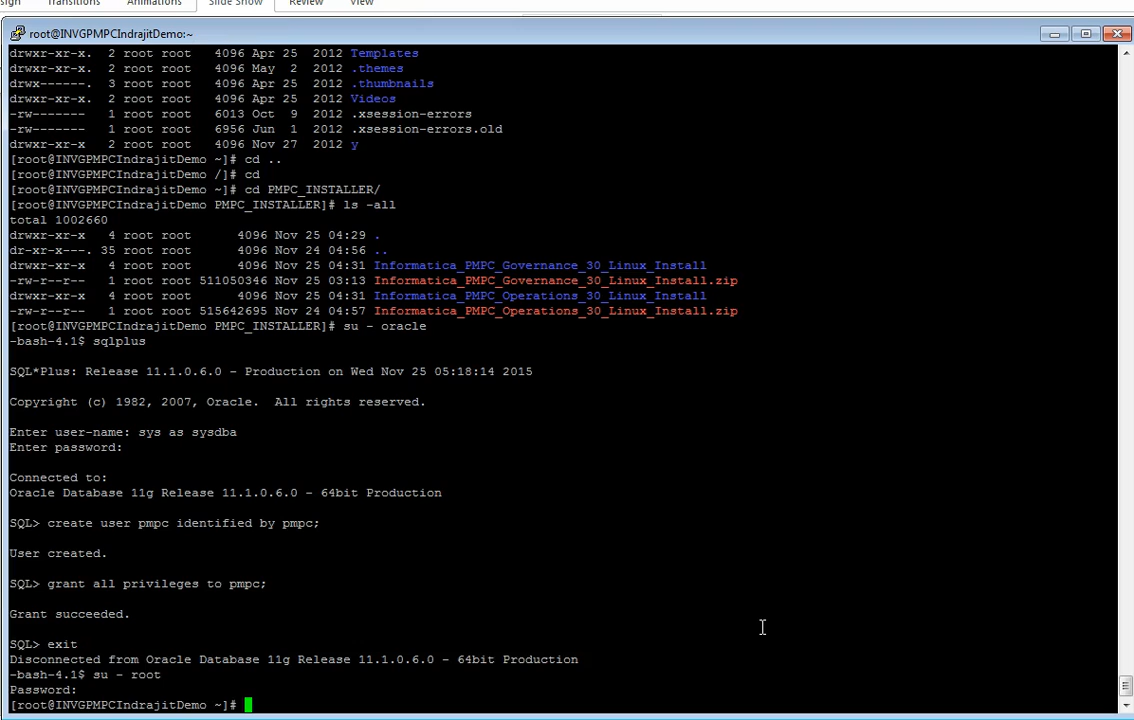 sign Transitions Animations Slide Show Review View
root@INVGPMPCIndrajitDemo:~
drwxr-xr-x. 2 root root 4096 Apr 25 2012 Templates
drwxr-xr-x. 2 root root 4096 May 2 2012 .themes
drwx------. 3 root root 4096 Apr 25 2012 .thumbnails
drwxr-xr-x. 2 root root 4096 Apr 25 2012 Videos
-rw------- 1 root root 6013 Oct 9 2012 .xsession-errors
-rw------- 1 root root 6956 Jun 1 2012 .xsession-errors.old
drwxr-xr-x 2 root root 4096 Nov 27 2012 y
[root@INVGPMPCIndrajitDemo ~]# cd ..
[root@INVGPMPCIndrajitDemo /]# cd
[root@INVGPMPCIndrajitDemo ~]# cd PMPC_INSTALLER/
[root@INVGPMPCIndrajitDemo PMPC_INSTALLER]# ls -all
total 1002660
drwxr-xr-x 4 root root 4096 Nov 25 04:29 .
dr-xr-x---. 35 root root 4096 Nov 24 04:56 ..
drwxr-xr-x 4 root root 4096 Nov 25 04:31 Informatica_PMPC_Governance_30_Linux_Install
-rw-r--r-- 1 root root 511050346 Nov 25 03:13 Informatica_PMPC_Governance_30_Linux_Install.zip
drwxr-xr-x 4 root root 4096 Nov 25 04:31 Informatica_PMPC_Operations_30_Linux_Install
-rw-r--r-- 1 root root 515642695 Nov 24 04:57 Informatica_PMPC_Operations_30_Linux_Install.zip
[root@INVGPMPCIndrajitDemo PMPC_INSTALLER]# su - oracle
-bash-4.1$ sqlplus
SQL*Plus: Release 11.1.0.6.0 - Production on Wed Nov 25 05:18:14 2015
Copyright (c) 1982, 2007, Oracle. All rights reserved.
Enter user-name: sys as sysdba
Enter password:
Connected to:
Oracle Database 11g Release 11.1.0.6.0 - 64bit Production
SQL> create user pmpc identified by pmpc;
User created.
SQL> grant all privileges to pmpc;
Grant succeeded.
SQL> exit
Disconnected from Oracle Database 11g Release 11.1.0.6.0 - 64bit Production
-bash-4.1$ su - root
Password:
[root@INVGPMPCIndrajitDemo ~]#